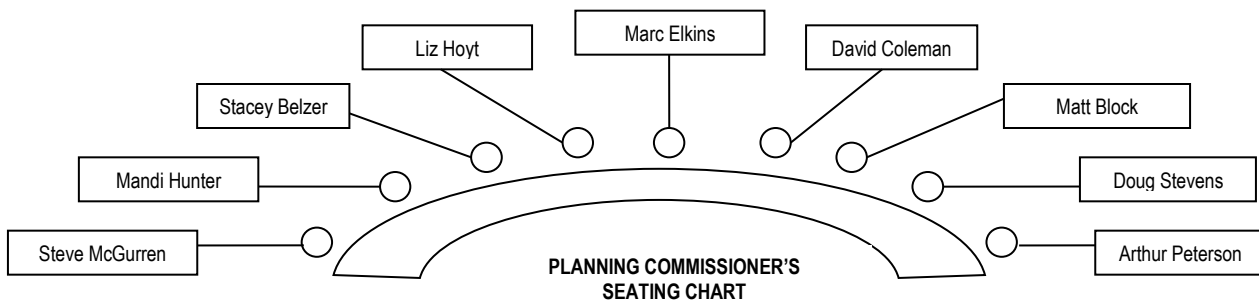 Marc Elkins
Liz Hoyt
David Coleman
Stacey Belzer
Matt Block
Mandi Hunter
Doug Stevens
Steve McGurren
Arthur Peterson
PLANNING COMMISSIONER'S
SEATING CHART